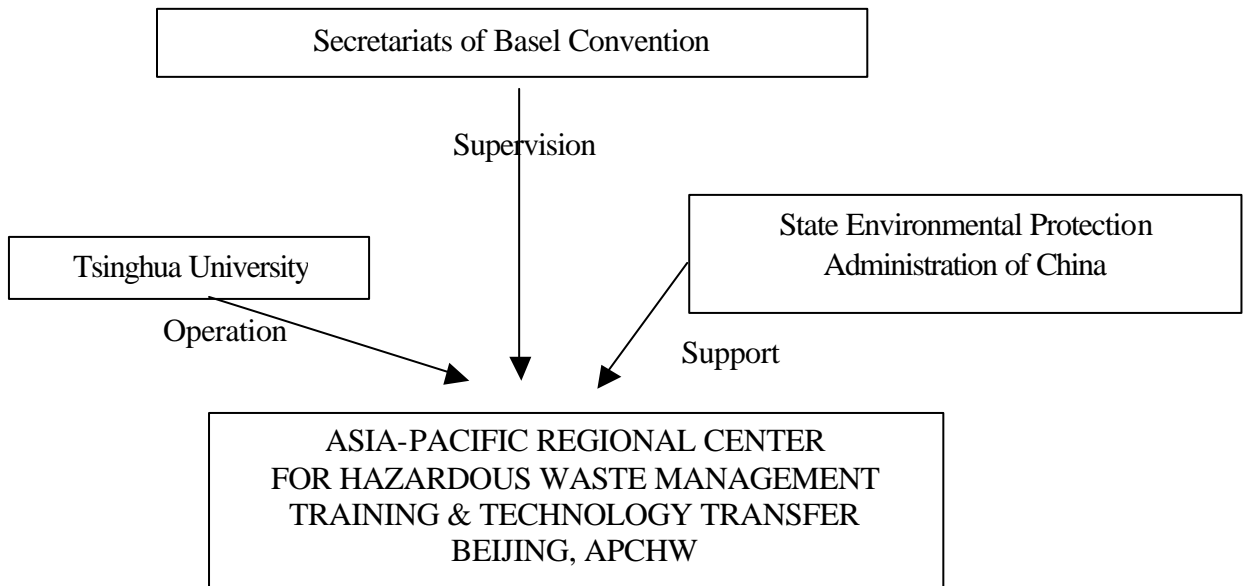 Secretariats of Basel Convention
Supervision
State Environmental Protection
Administration of China
Tsinghua University
Operation
Support
ASIA-PACIFIC REGIONAL CENTER
FOR HAZARDOUS WASTE MANAGEMENT
TRAINING & TECHNOLOGY TRANSFER
BEIJING, APCHW